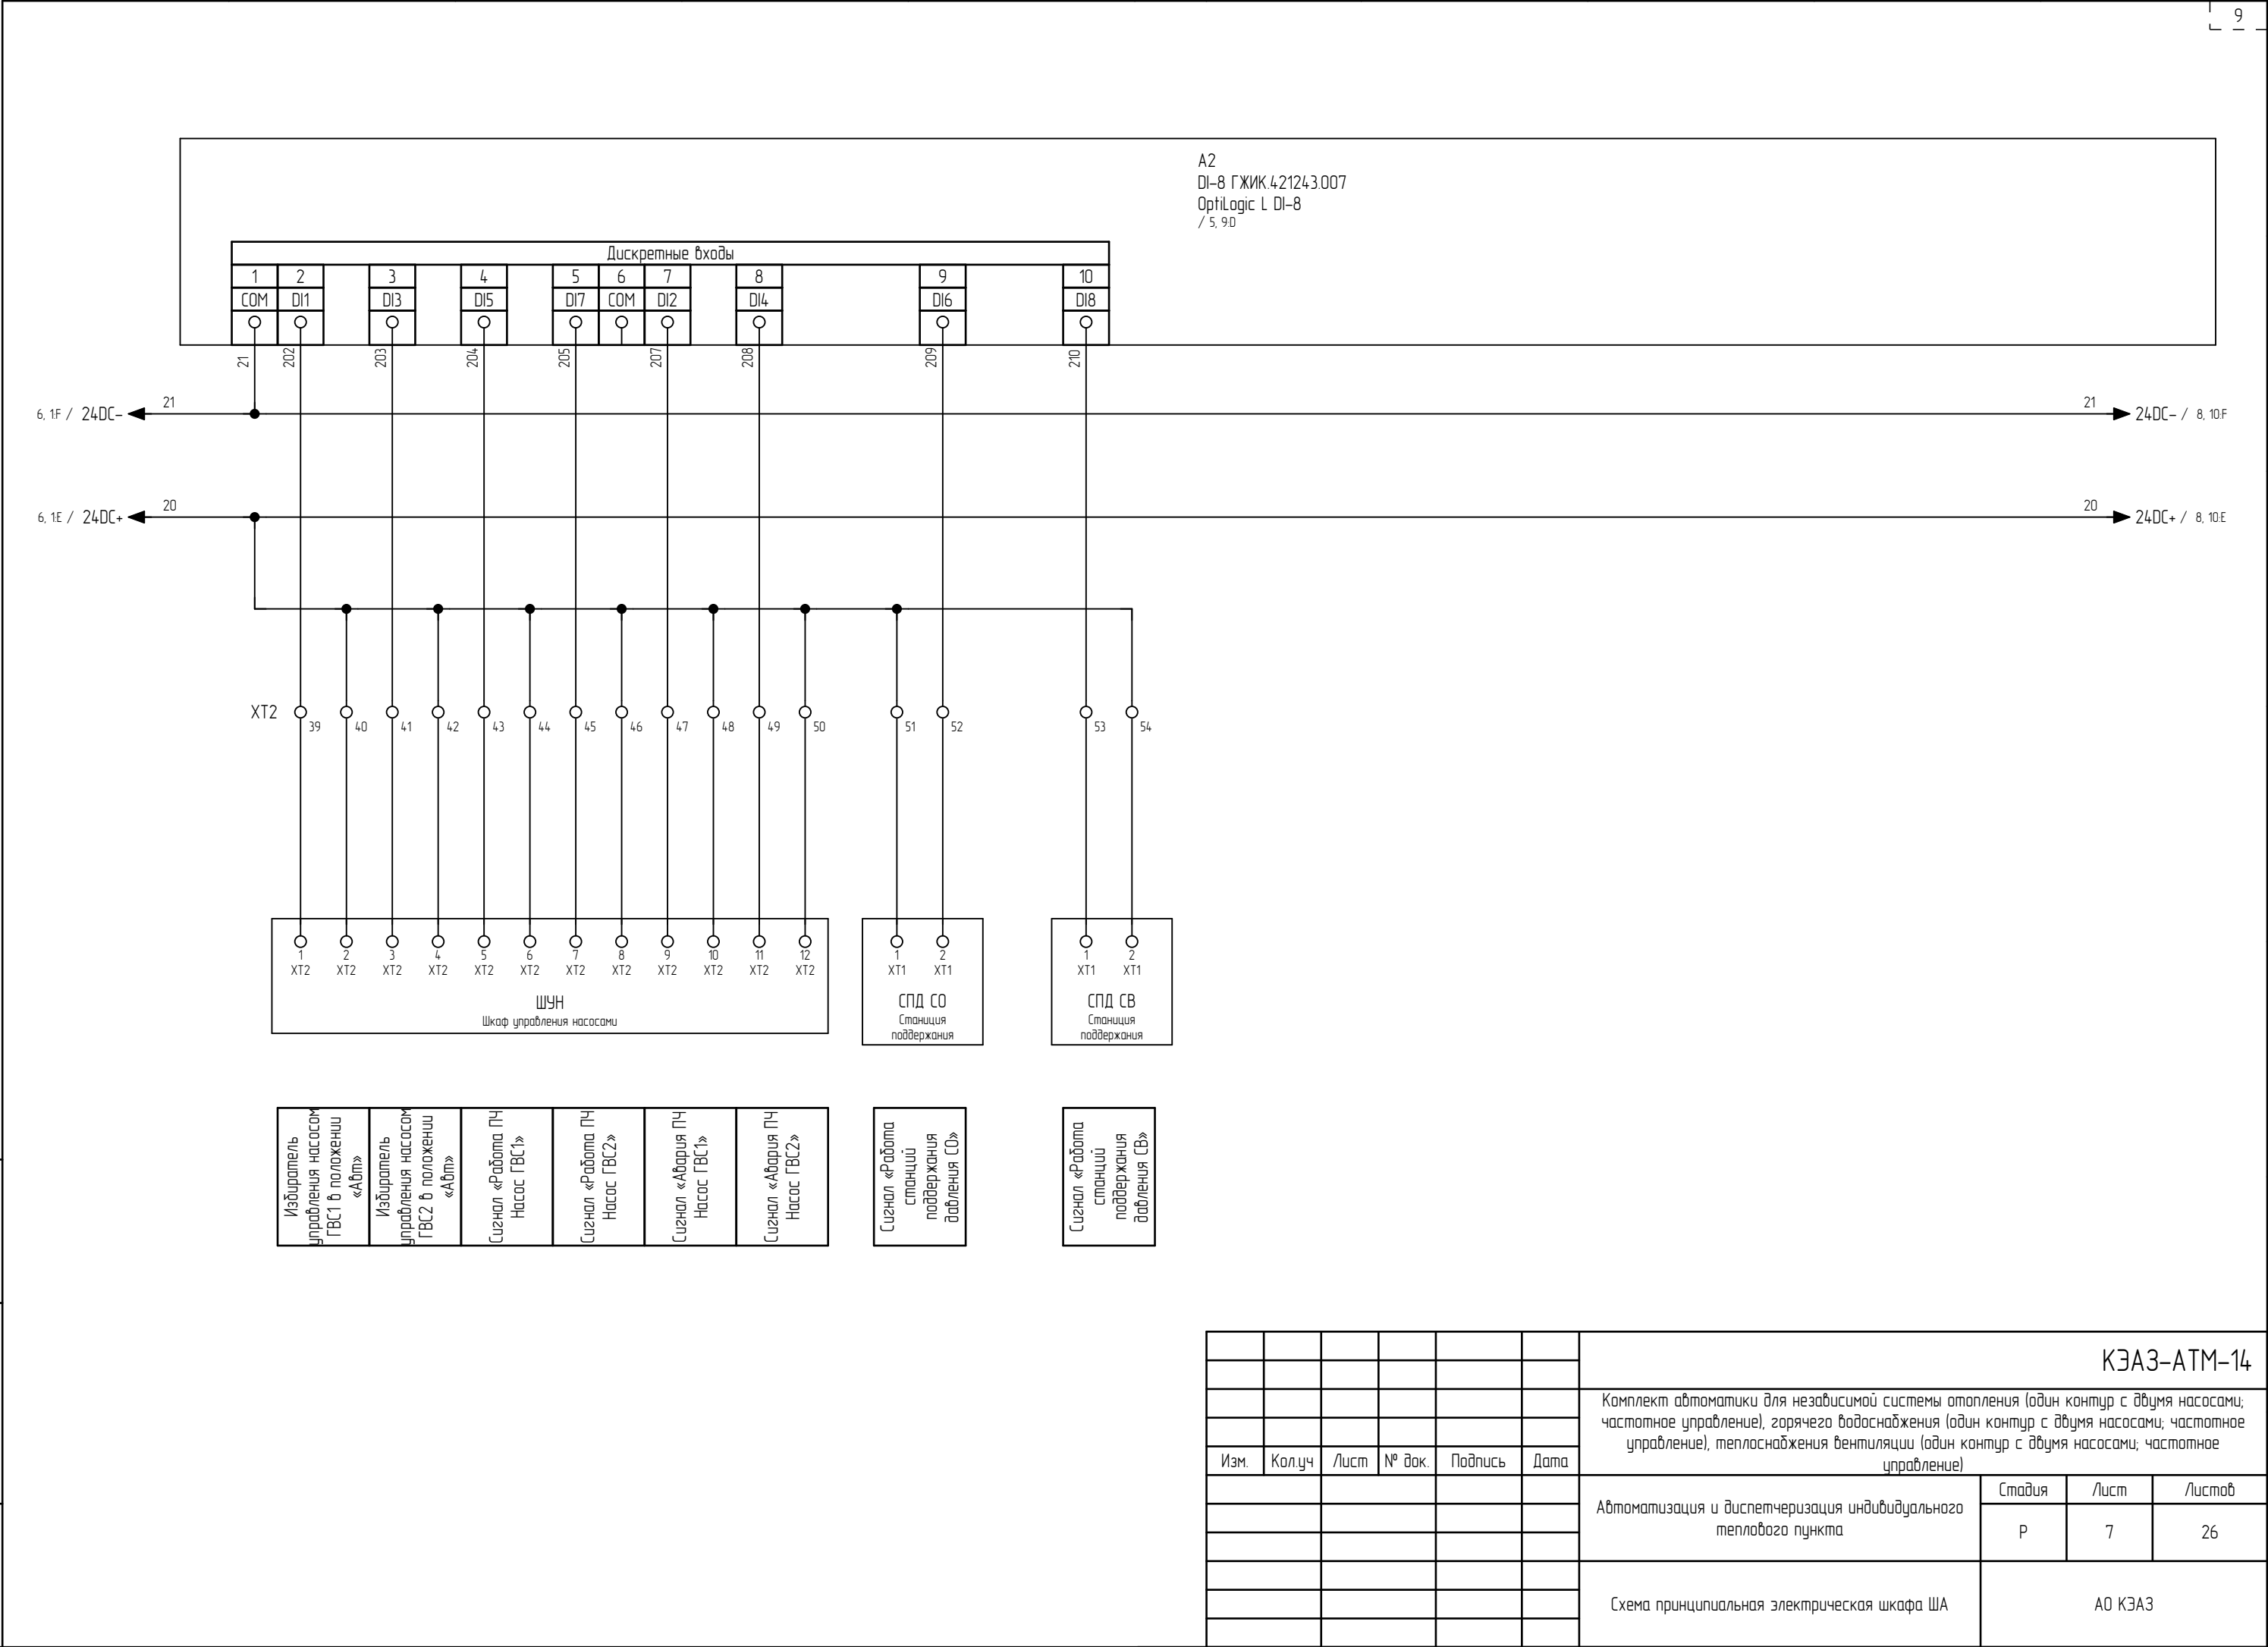 9
А2
DI-8 ГЖИК.421243.007
OptiLogic L DI-8
/ 5, 9:D
Дискретные входы
1 2 3 4 5 6 7 8 9 10
COM DI1 DI3 DI5 DI7 COM DI2 DI4 DI6 DI8
21 202 203 204 205 207 208 209 210
6, 1:F / 24DC- 21 21 24DC- / 8, 10:F
6, 1:E / 24DC+ 20 20 24DC+ / 8, 10:E
XT2 39 40 41 42 43 44 45 46 47 48 49 50 51 52 53 54
1 2 3 4 5 6 7 8 9 10 11 12 1 2 1 2
XT2 XT2 XT2 XT2 XT2 XT2 XT2 XT2 XT2 XT2 XT2 XT2 XT1 XT1 XT1 XT1
ШУН
Шкаф управления насосами
СПД СО
Станция
поддержания
СПД СВ
Станция
поддержания
Избиратель
управления насосом
ГВС1 в положении
«Авт»
Избиратель
управления насосом
ГВС2 в положении
«Авт»
Сигнал «Работа ПЧ
Насос ГВС1»
Сигнал «Работа ПЧ
Насос ГВС2»
Сигнал «Авария ПЧ
Насос ГВС1»
Сигнал «Авария ПЧ
Насос ГВС2»
Сигнал «Работа
станций
поддержания
давления СО»
Сигнал «Работа
станций
поддержания
давления СВ»
КЭАЗ-АТМ-14
Комплект автоматики для независимой системы отопления (один контур с двумя насосами;
частотное управление), горячего водоснабжения (один контур с двумя насосами; частотное
управление), теплоснабжения вентиляции (один контур с двумя насосами; частотное
управление)
Изм. Кол.уч Лист № док. Подпись Дата
Автоматизация и диспетчеризация индивидуального
теплового пункта
Стадия Лист Листов
Р 7 26
Схема принципиальная электрическая шкафа ША
АО КЭАЗ